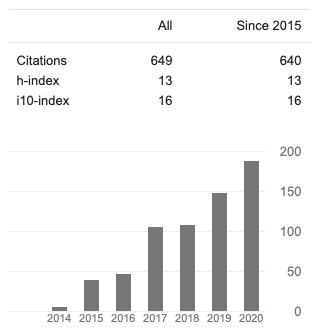 All Since 2015
Citations 649 640
h-index 13 13
i10-index 16 16
200
150
100
50
0
2014 2015 2016 2017 2018 2019 2020